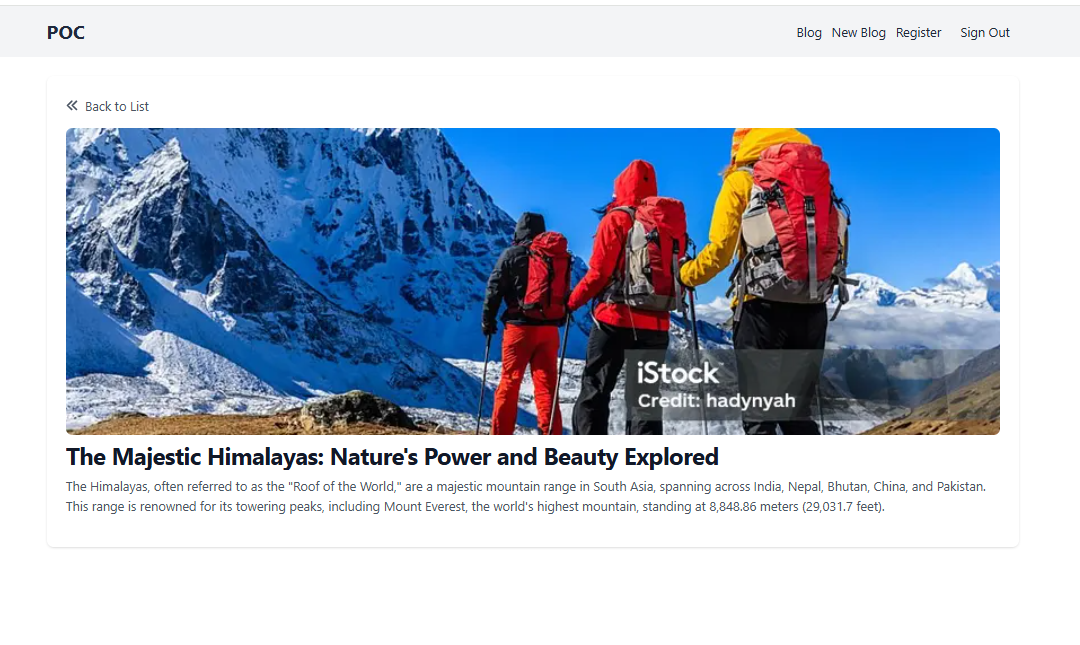 POC
Blog New Blog Register Sign Out
Back to List
iStock
Credit: hadynyah
The Majestic Himalayas: Nature's Power and Beauty Explored
The Himalayas, often referred to as the "Roof of the World," are a majestic mountain range in South Asia, spanning across India, Nepal, Bhutan, China, and Pakistan.
This range is renowned for its towering peaks, including Mount Everest, the world's highest mountain, standing at 8,848.86 meters (29,031.7 feet).